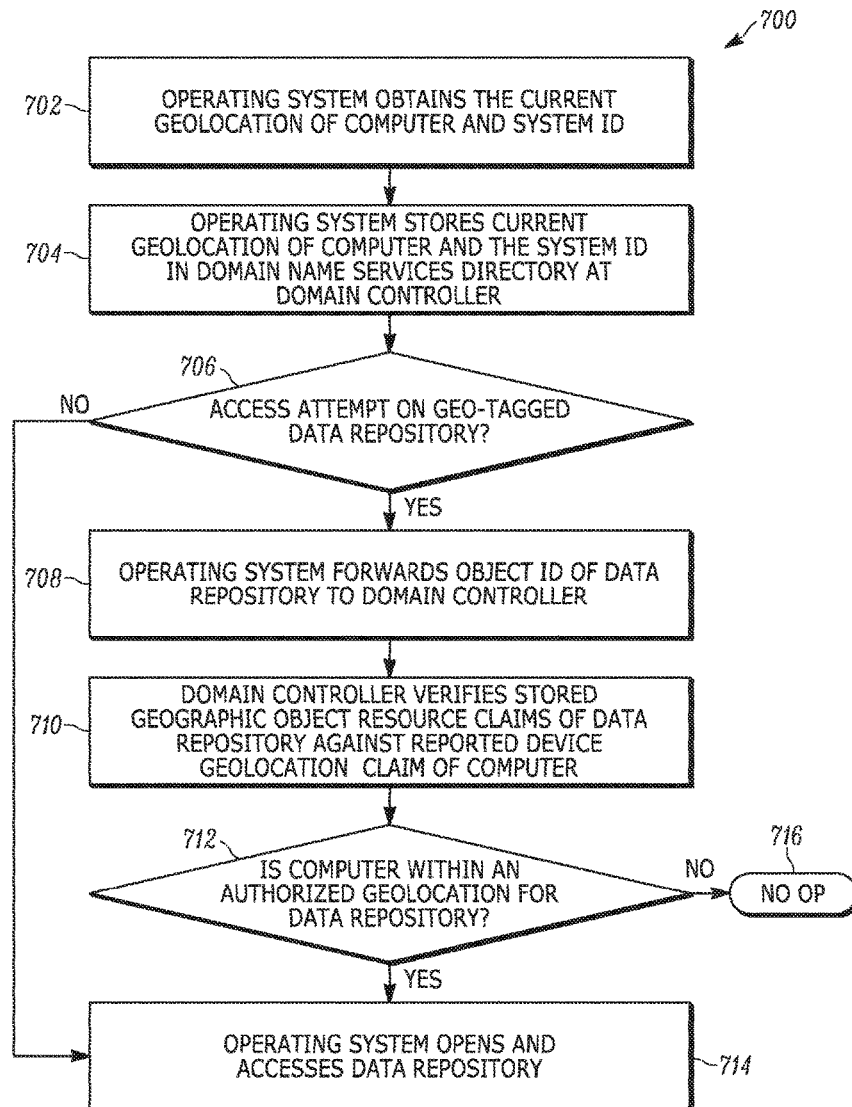 700
702
OPERATING SYSTEM OBTAINS THE CURRENT
GEOLOCATION OF COMPUTER AND SYSTEM ID
704
OPERATING SYSTEM STORES CURRENT
GEOLOCATION OF COMPUTER AND THE SYSTEM ID
IN DOMAIN NAME SERVICES DIRECTORY AT
DOMAIN CONTROLLER
706
NO
ACCESS ATTEMPT ON GEO-TAGGED
DATA REPOSITORY?
YES
708
OPERATING SYSTEM FORWARDS OBJECT ID OF DATA
REPOSITORY TO DOMAIN CONTROLLER
710
DOMAIN CONTROLLER VERIFIES STORED
GEOGRAPHIC OBJECT RESOURCE CLAIMS OF DATA
REPOSITORY AGAINST REPORTED DEVICE
GEOLOCATION CLAIM OF COMPUTER
712
IS COMPUTER WITHIN AN
AUTHORIZED GEOLOCATION FOR
DATA REPOSITORY?
NO
716
NO OP
YES
OPERATING SYSTEM OPENS AND
ACCESSES DATA REPOSITORY
714